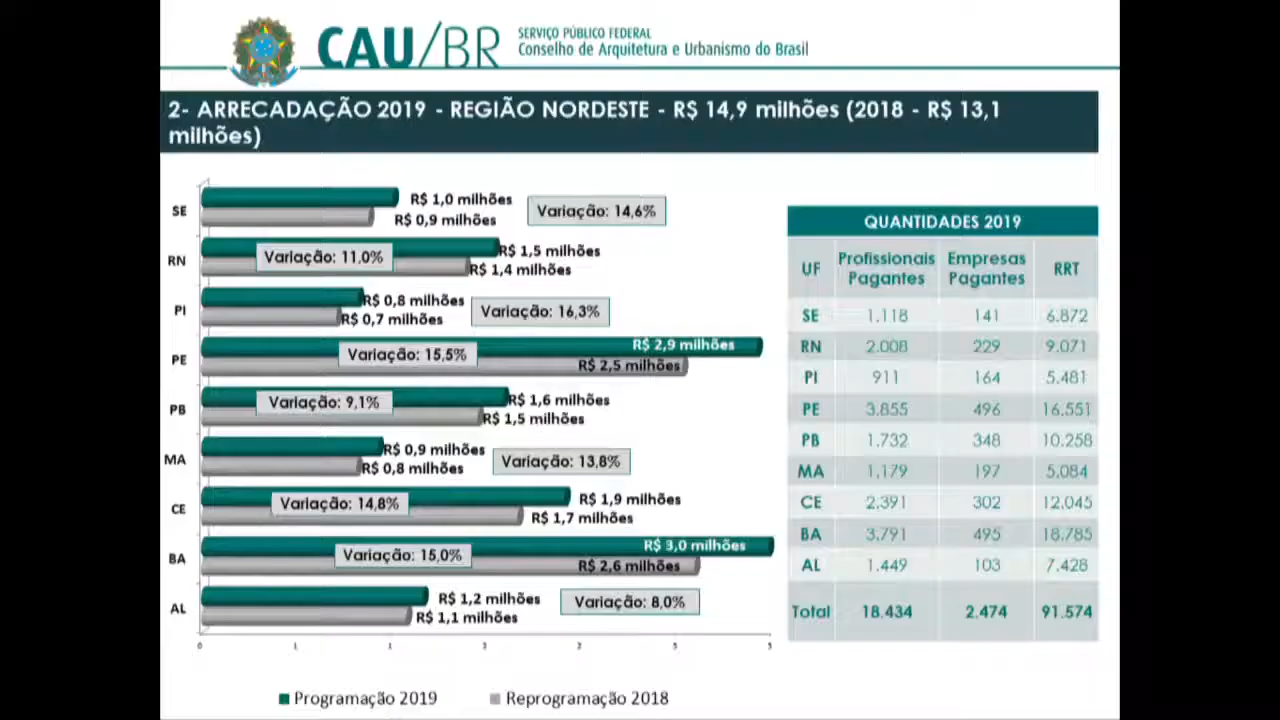 CAU/BR
SERVIÇO PÚBLICO FEDERAL
Conselho de Arquitetura e Urbanismo do Brasil
2- ARRECADAÇÃO 2019 - REGIÃO NORDESTE - R$ 14,9 milhões (2018 - R$ 13,1
milhões)
SE
R$ 1,0 milhões
R$ 0,9 milhões
Variação: 14,6%
RN
Variação: 11,0%
R$ 1,5 milhões
R$ 1,4 milhões
PI
R$ 0,8 milhões
R$ 0,7 milhões
Variação: 16,3%
PE
Variação: 15,5%
R$ 2,9 milhões
R$ 2,5 milhões
PB
Variação: 9,1%
R$ 1,6 milhões
R$ 1,5 milhões
MA
R$ 0,9 milhões
R$ 0,8 milhões
Variação: 13,8%
CE
Variação: 14,8%
R$ 1,9 milhões
R$ 1,7 milhões
BA
Variação: 15,0%
R$ 3,0 milhões
R$ 2,6 milhões
AL
R$ 1,2 milhões
R$ 1,1 milhões
Variação: 8,0%
Programação 2019
Reprogramação 2018
QUANTIDADES 2019
UF Profissionais Pagantes Empresas Pagantes RRT
SE 1.118 141 6.872
RN 2.008 229 9.071
PI 911 164 5.481
PE 3.855 496 16.551
PB 1.732 348 10.258
MA 1.179 197 5.084
CE 2.391 302 12.045
BA 3.791 495 18.785
AL 1.449 103 7.428
Total 18.434 2.474 91.574